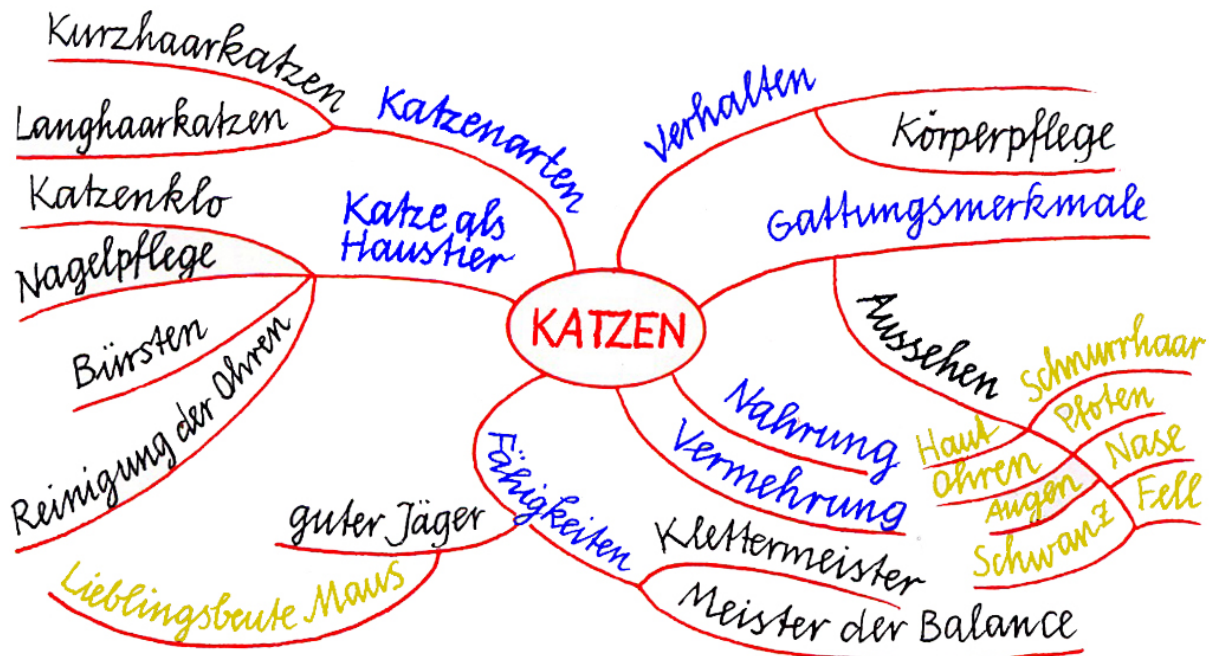 Kurzhaarkatzen
Langhaarkatzen
Katzenarten
Katzenklo
Nagelpflege
Bürsten
Reinigung der Ohren
Katze als
Haustier
KATZEN
Verhalten
Körperpflege
Gattungsmerkmale
Aussehen
Schnurrhaar
Pfoten
Nase
Fell
Haut
Ohren
Augen
Schwanz
Nahrung
Vermehrung
Fähigkeiten
guter Jäger
Lieblingsbeute Maus
Klettermeister
Meister der Balance